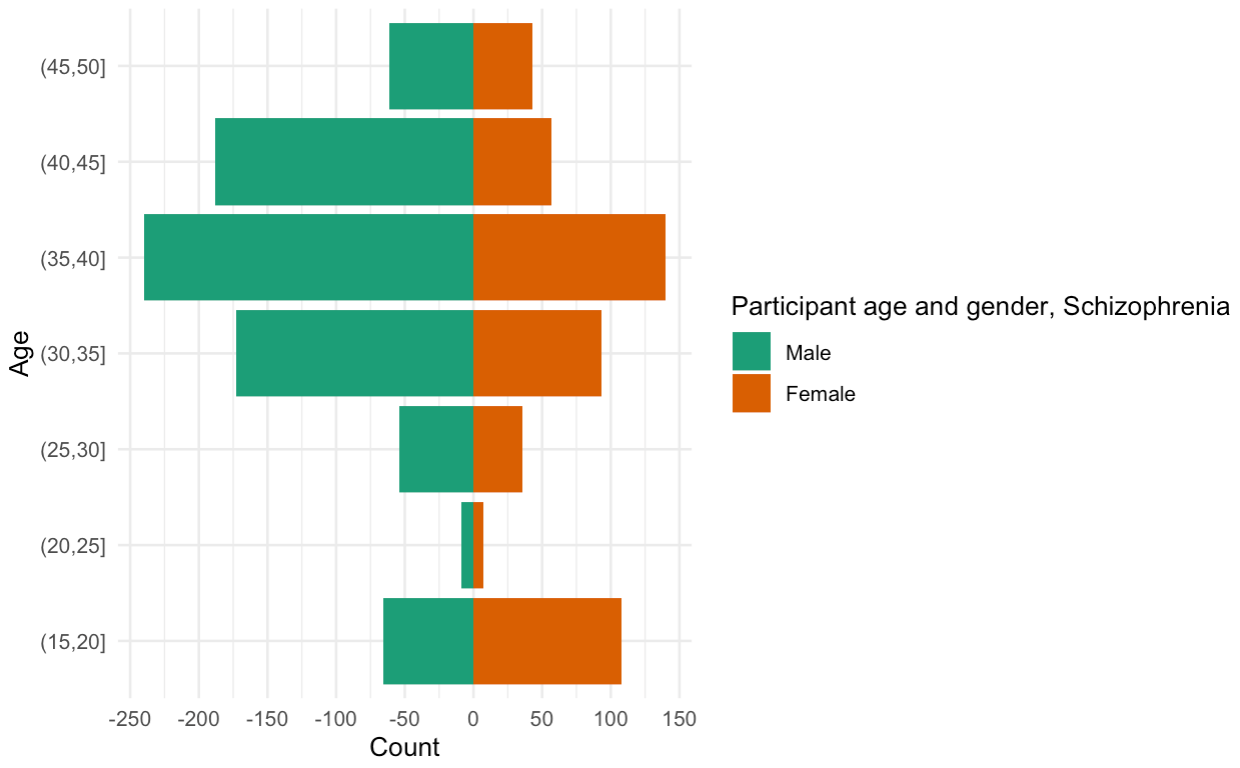 (45,50]
(40,45]
(35,40]
(30,35]
(25,30]
(20,25]
(15,20]
Age
-250 -200 -150 -100 -50 0 50 100 150
Count
Participant age and gender, Schizophrenia
Male
Female